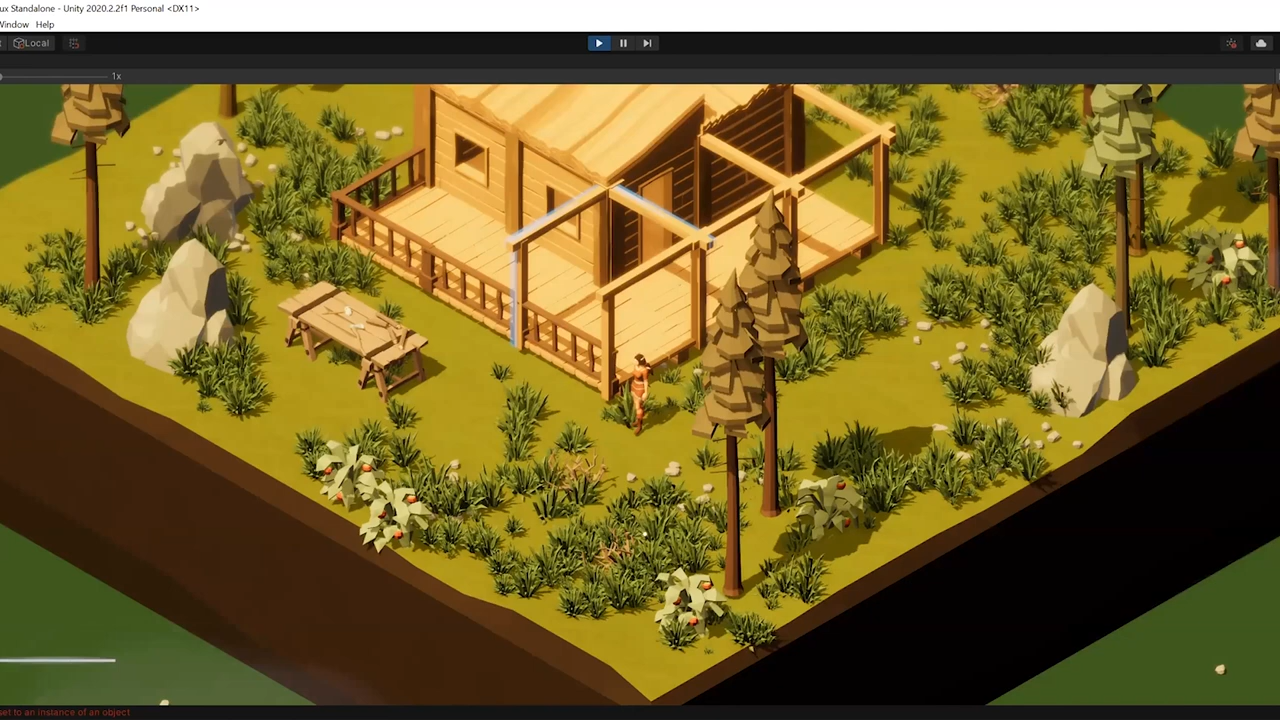 ux Standalone - Unity 2020.2.2f1 Personal <DX11>
Window Help
Local
1x
set to an instance of an object